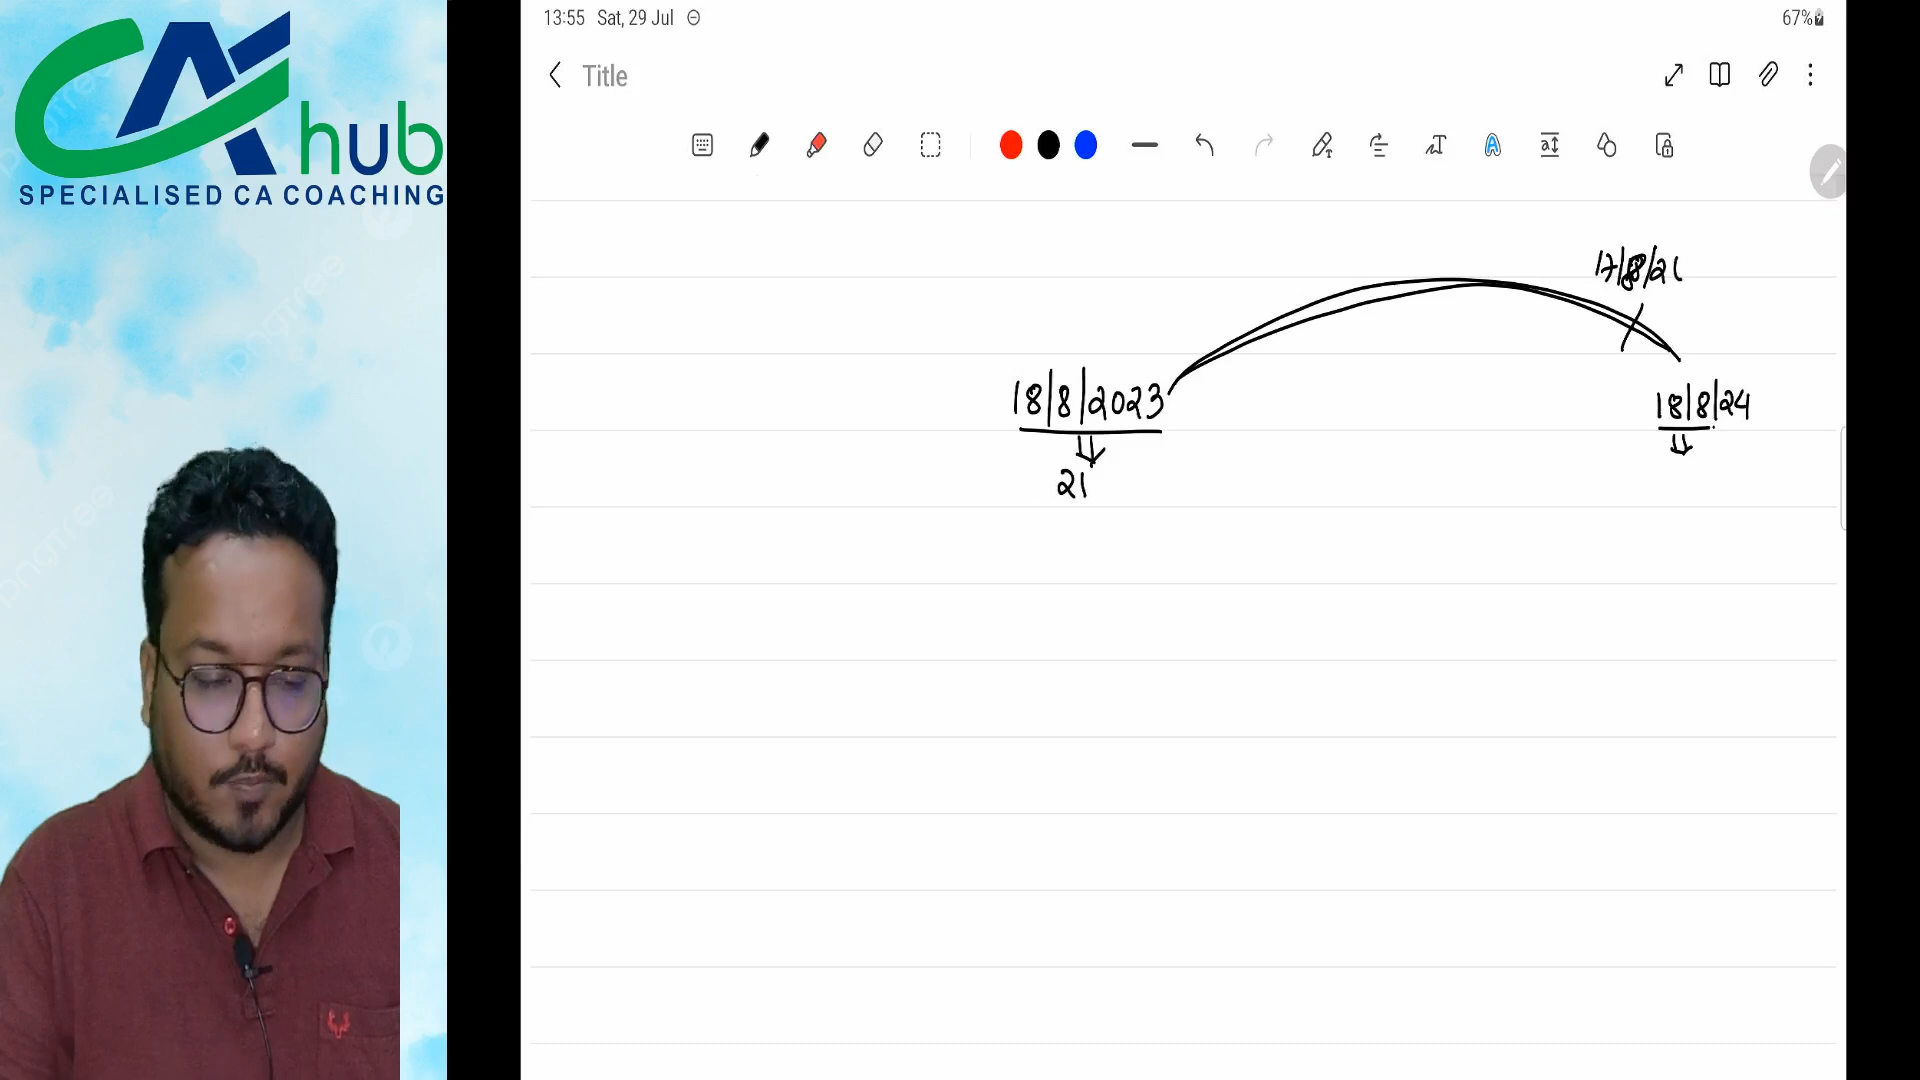 CA hub
SPECIALISED CA COACHING
13:55 Sat, 29 Jul
67%
Title
17/8/21
18/8/2023
18/8/24
21